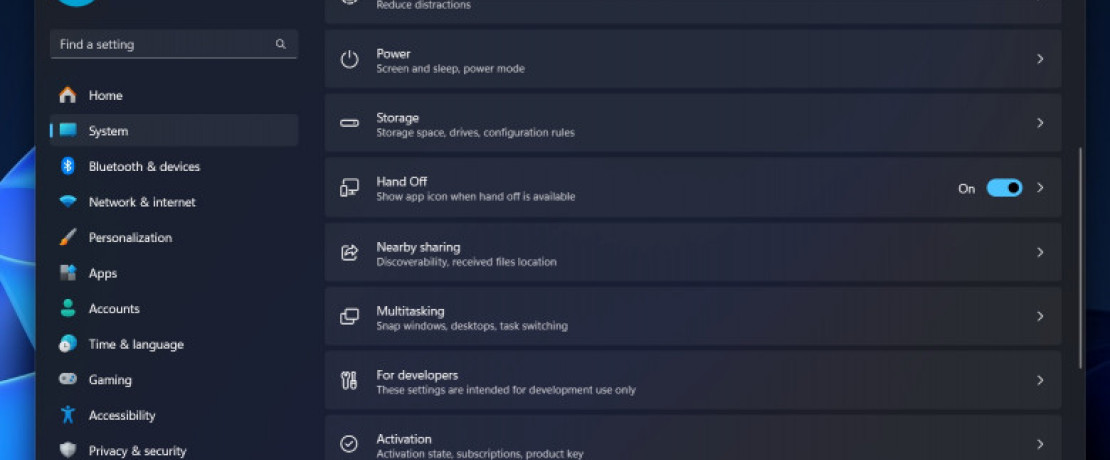 Reduce distractions
Find a setting
Home
System
Bluetooth & devices
Network & internet
Personalization
Apps
Accounts
Time & language
Gaming
Accessibility
Privacy & security
Power
Screen and sleep, power mode
Storage
Storage space, drives, configuration rules
Hand Off
Show app icon when hand off is available
On
Nearby sharing
Discoverability, received files location
Multitasking
Snap windows, desktops, task switching
For developers
These settings are intended for development use only
Activation
Activation state, subscriptions, product key